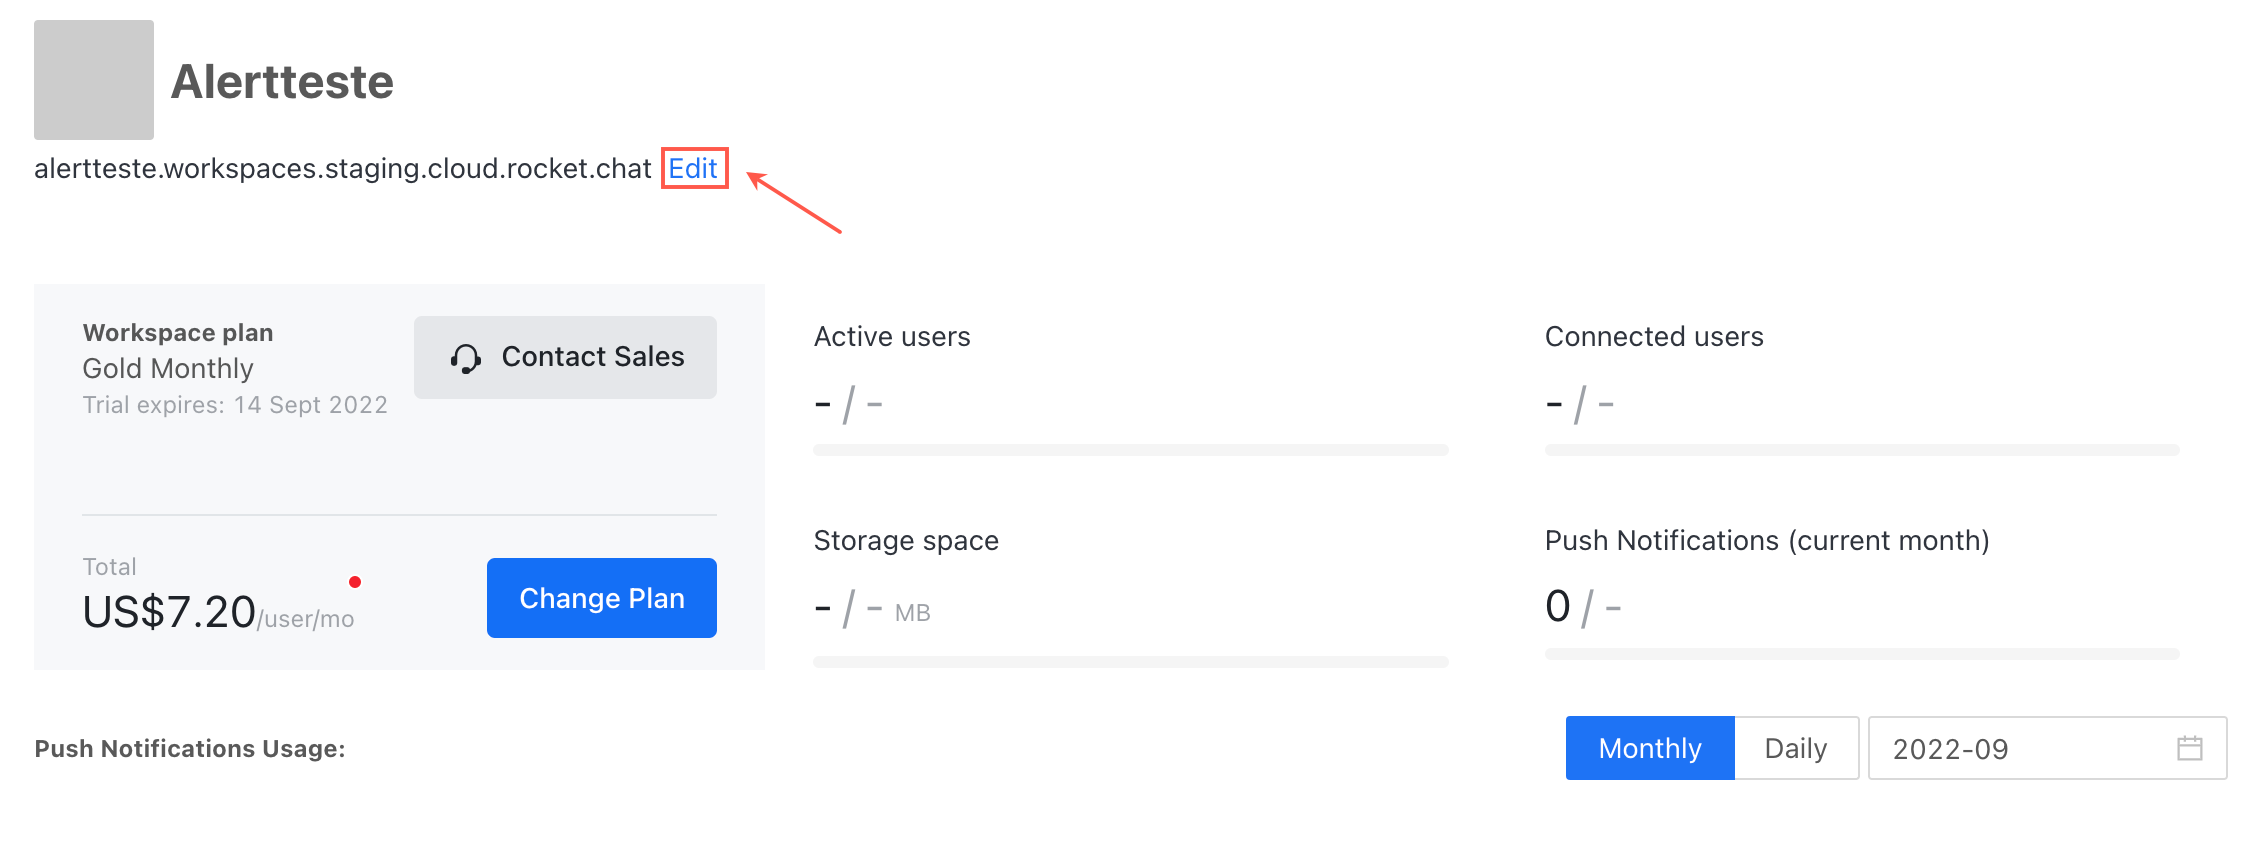 Alertteste
alertteste.workspaces.staging.cloud.rocket.chat Edit
Workspace plan
Gold Monthly
Trial expires: 14 Sept 2022
Contact Sales
Total
US$7.20/user/mo
Change Plan
Active users
- / -
Connected users
- / -
Storage space
- / - MB
Push Notifications (current month)
0 / -
Push Notifications Usage:
Monthly
Daily
2022-09